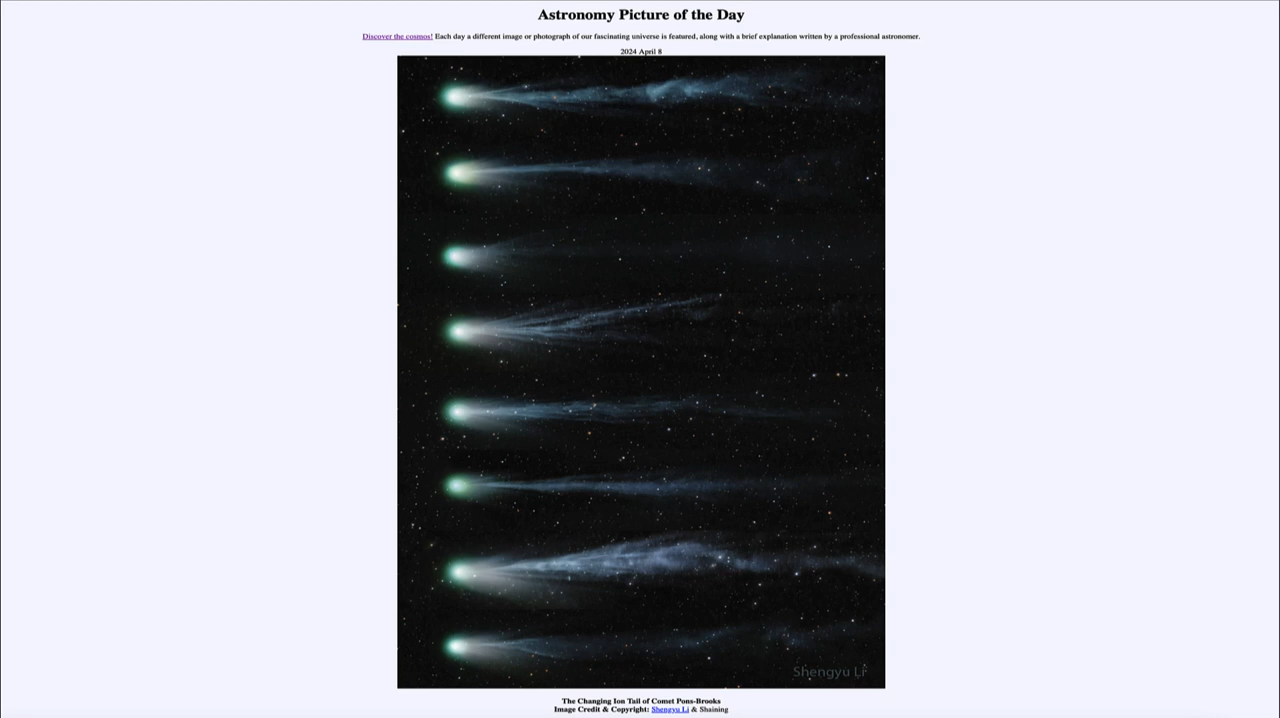 Astronomy Picture of the Day
Discover the cosmos! Each day a different image or photograph of our fascinating universe is featured, along with a brief explanation written by a professional astronomer.
2024 April 8
Shengyu Li
The Changing Ion Tail of Comet Pons-Brooks
Image Credit & Copyright: Shengyu Li & Shaining